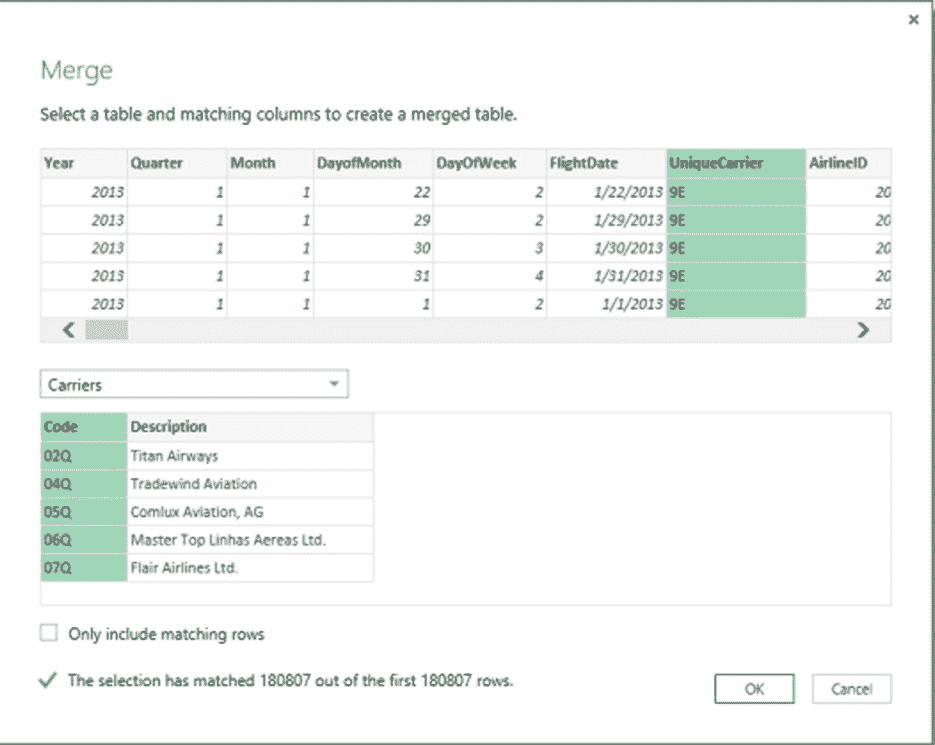 ×
Merge
Select a table and matching columns to create a merged table.
Year Quarter Month DayofMonth DayOfWeek FlightDate UniqueCarrier AirlineID
2013 1 1 22 2 1/22/2013 9E 20
2013 1 1 29 2 1/29/2013 9E 20
2013 1 1 30 3 1/30/2013 9E 20
2013 1 1 31 4 1/31/2013 9E 20
2013 1 1 1 2 1/1/2013 9E 20
Carriers
Code Description
02Q Titan Airways
04Q Tradewind Aviation
05Q Comlux Aviation, AG
06Q Master Top Linhas Aereas Ltd.
07Q Flair Airlines Ltd.
Only include matching rows
The selection has matched 180807 out of the first 180807 rows.
OK Cancel